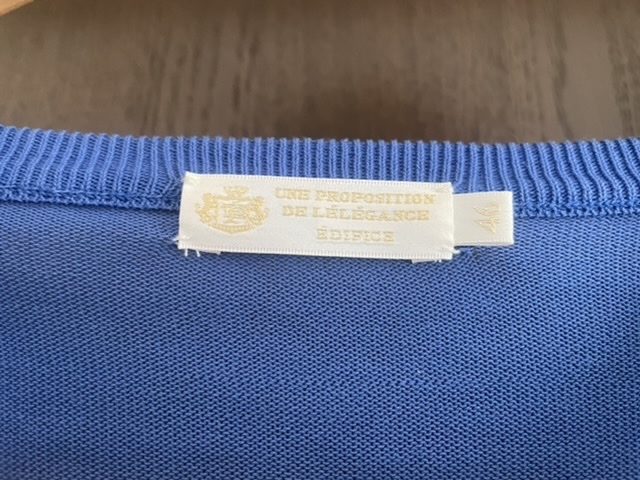 UNE PROPOSITION
DE L'ÉLÉGANCE
ÉDIFICE
46